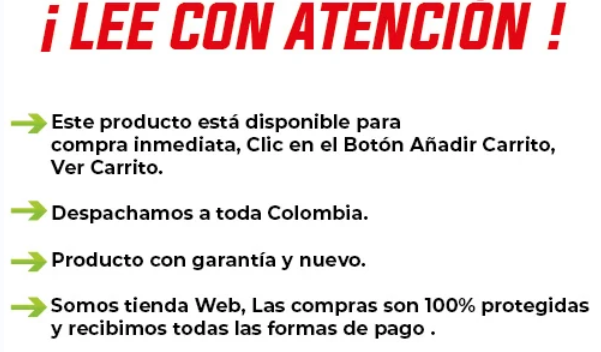 ¡ LEE CON ATENCIÓN !
Este producto está disponible para
compra inmediata, Clic en el Botón Añadir Carrito,
Ver Carrito.
Despachamos a toda Colombia.
Producto con garantía y nuevo.
Somos tienda Web, Las compras son 100% protegidas
y recibimos todas las formas de pago .